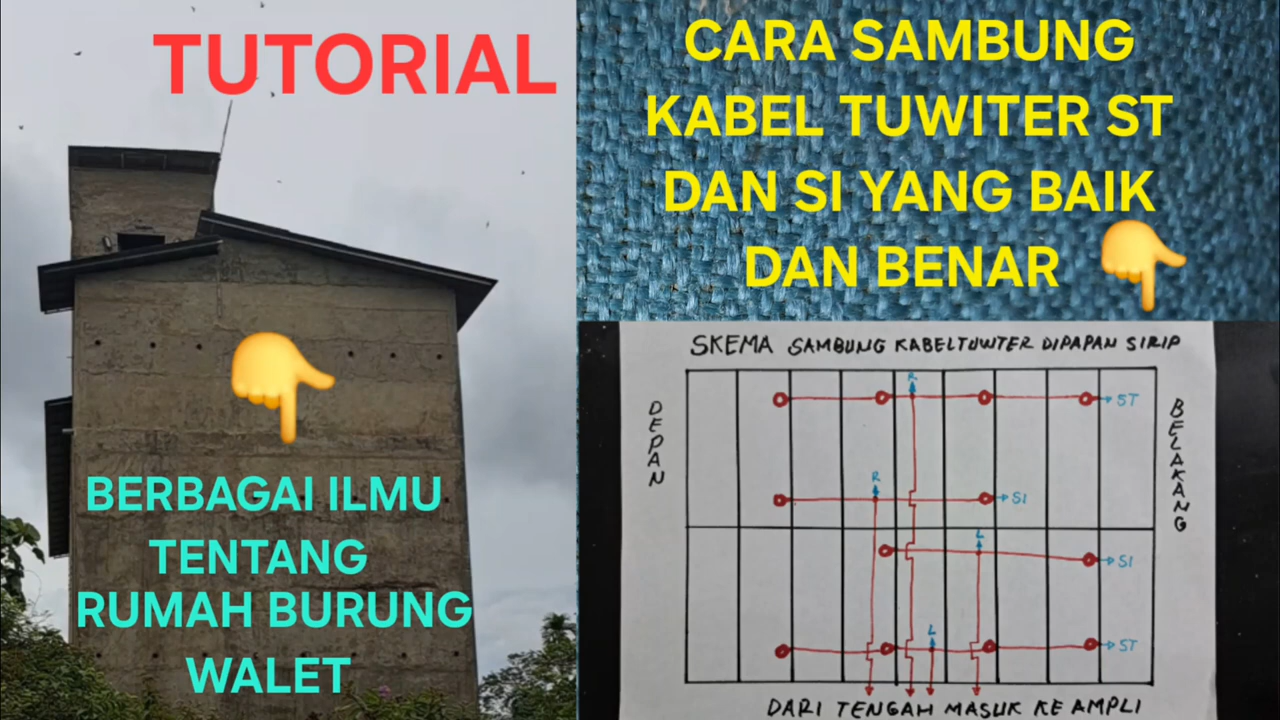 TUTORIAL
BERBAGAI ILMU
TENTANG
RUMAH BURUNG
WALET
CARA SAMBUNG
KABEL TUWITER ST
DAN SI YANG BAIK
DAN BENAR
SKEMA SAMBUNG KABELTUWTER DIPAPAN SIRIP
DEPAN
BELAKANG
R
ST
R
SI
L
SI
L
ST
DARI TENGAH MASUK KE AMPLI